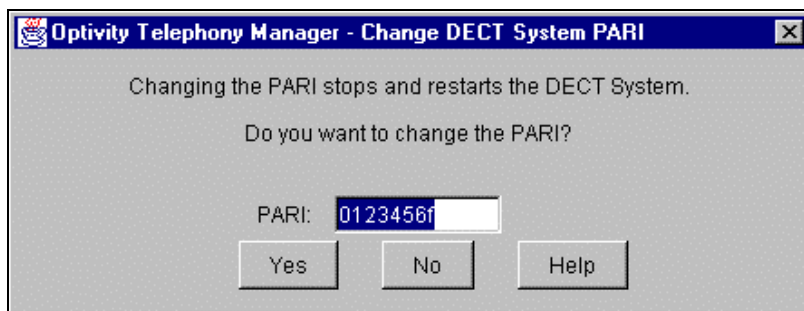 Optivity Telephony Manager - Change DECT System PARI
Changing the PARI stops and restarts the DECT System.
Do you want to change the PARI?
PARI: 0123456f
Yes No Help